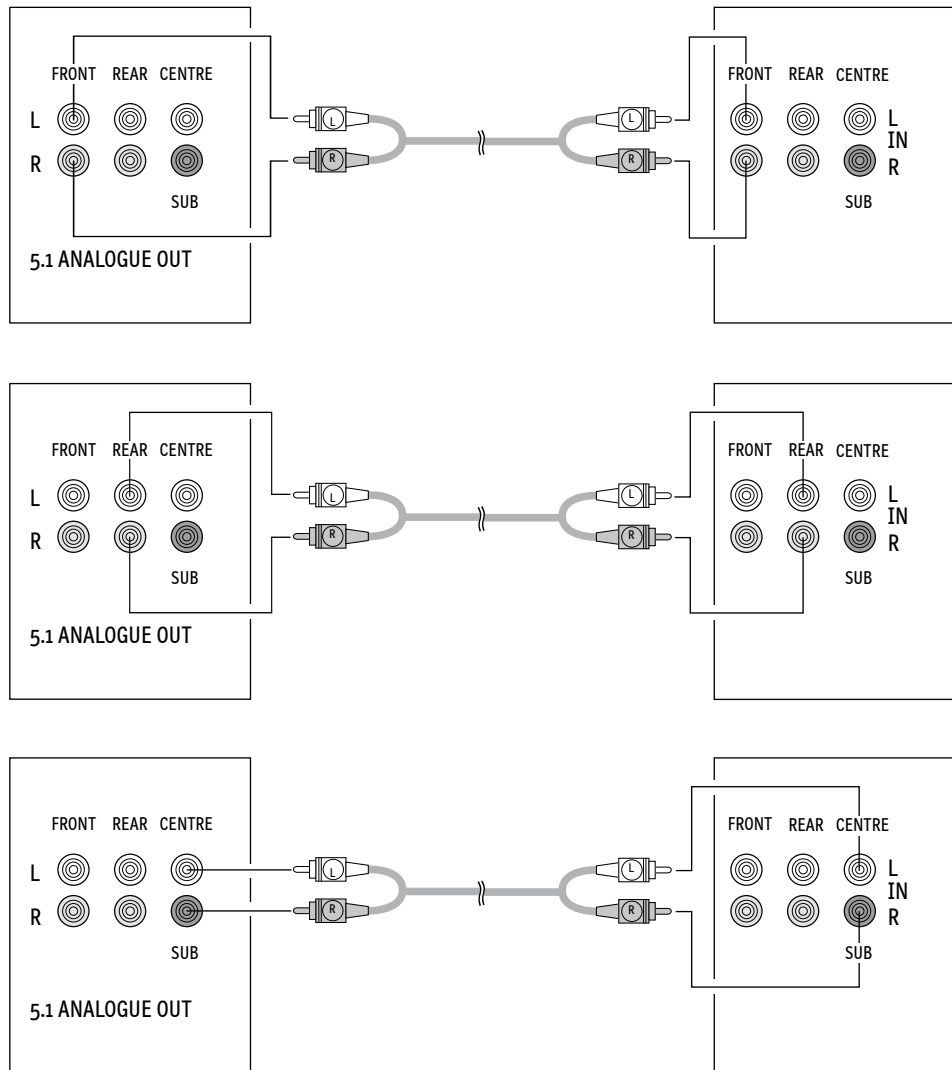 FRONT REAR CENTRE FRONT REAR CENTRE
L L L L
IN
R R R R
SUB SUB
5.1 ANALOGUE OUT
FRONT REAR CENTRE FRONT REAR CENTRE
L L L L
IN
R R R R
SUB SUB
5.1 ANALOGUE OUT
FRONT REAR CENTRE FRONT REAR CENTRE
L L L L
IN
R R R R
SUB SUB
5.1 ANALOGUE OUT